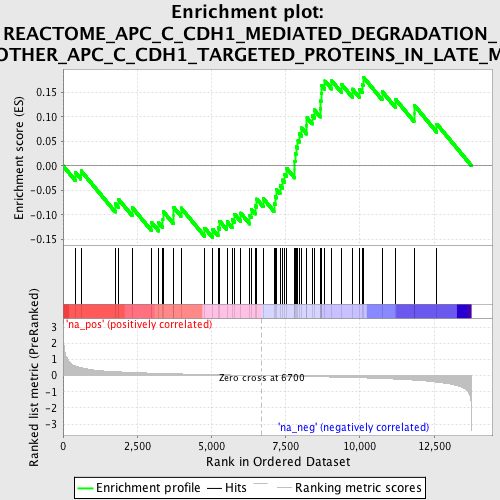 Enrichment plot:
REACTOME_APC_C_CDH1_MEDIATED_DEGRADATION_
OTHER_APC_C_CDH1_TARGETED_PROTEINS_IN_LATE_M
Enrichment score (ES)
0.15
0.10
0.05
0.00
-0.05
-0.10
-0.15
'na_pos' (positively correlated)
Ranked list metric (PreRanked)
3
2
1
0
-1
-2
-3
Zero cross at 6700
'na_neg' (negatively correlated)
0 2,500 5,000 7,500 10,000 12,500
Rank in Ordered Dataset
Enrichment profile Hits Ranking metric scores